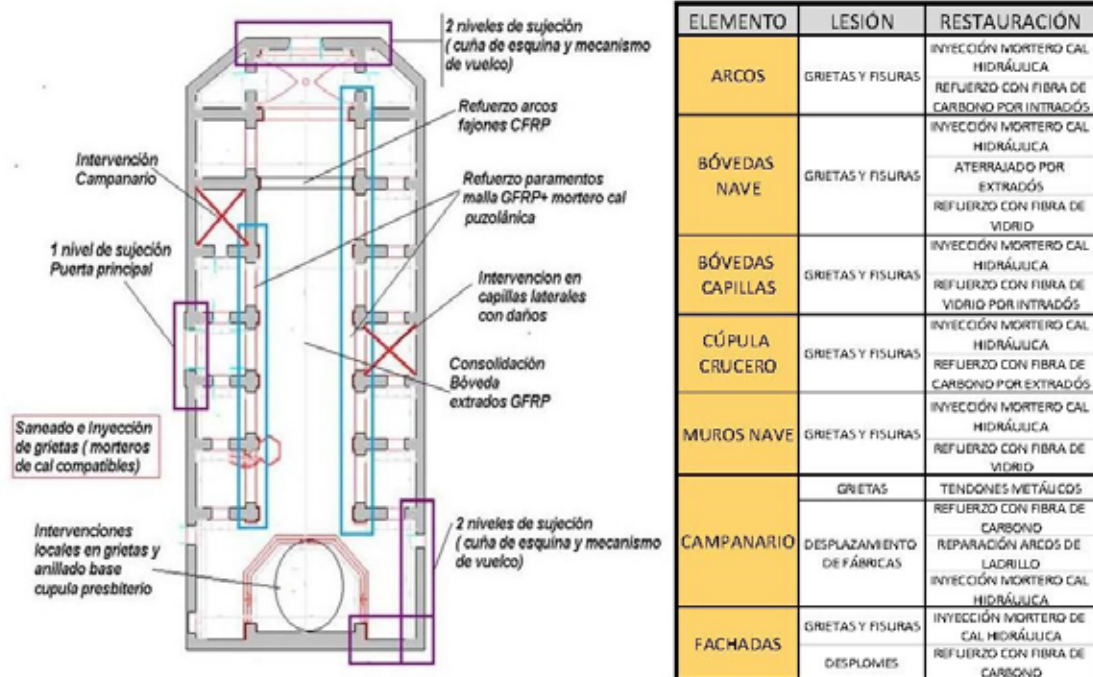 2 niveles de sujeción
( cuña de esquina y mecanismo
de vuelco)
Refuerzo arcos
fajones CFRP
Intervención
Campanario
Refuerzo paramentos
malla GFRP+ mortero cal
puzolánica
1 nivel de sujeción
Puerta principal
Intervencion en
capillas laterales
con daños
Consolidación
Bóveda
extrados GFRP
Saneado e Inyección
de grietas ( morteros
de cal compatibles)
Intervenciones
locales en grietas y
anillado base
cupula presbiterio
2 niveles de sujeción
( cuña de esquina y mecanismo
de vuelco)
ELEMENTO LESIÓN RESTAURACIÓN
ARCOS
GRIETAS Y FISURAS
INYECCIÓN MORTERO CAL
HIDRÁULICA
REFUERZO CON FIBRA DE
CARBONO POR INTRADÓS
BÓVEDAS
NAVE
GRIETAS Y FISURAS
INYECCIÓN MORTERO CAL
HIDRÁULICA
ATERRAJADO POR
EXTRADÓS
REFUERZO CON FIBRA DE
VIDRIO
BÓVEDAS
CAPILLAS
GRIETAS Y FISURAS
INYECCIÓN MORTERO CAL
HIDRÁULICA
REFUERZO CON FIBRA DE
VIDRIO POR INTRADÓS
CÚPULA
CRUCERO
GRIETAS Y FISURAS
INYECCIÓN MORTERO CAL
HIDRÁULICA
REFUERZO CON FIBRA DE
CARBONO POR EXTRADÓS
MUROS NAVE
GRIETAS Y FISURAS
INYECCIÓN MORTERO CAL
HIDRÁULICA
REFUERZO CON FIBRA DE
VIDRIO
CAMPANARIO
GRIETAS
TENDONES METÁLICOS
DESPLAZAMIENTO
DE FÁBRICAS
REFUERZO CON FIBRA DE
CARBONO
REPARACIÓN ARCOS DE
LADRILLO
INYECCIÓN MORTERO CAL
HIDRÁULICA
FACHADAS
GRIETAS Y FISURAS
INYECCIÓN MORTERO DE
CAL HIDRÁULICA
DESPLOMES
REFUERZO CON FIBRA DE
CARBONO